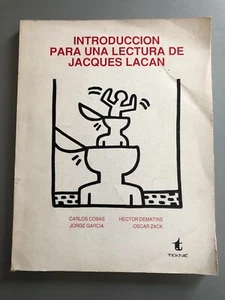 INTRODUCCION
PARA UNA LECTURA DE
JACQUES LACAN
CARLOS COBAS HECTOR DEMATINE
JORGE GARCIA OSCAR ZACK
TEKNE